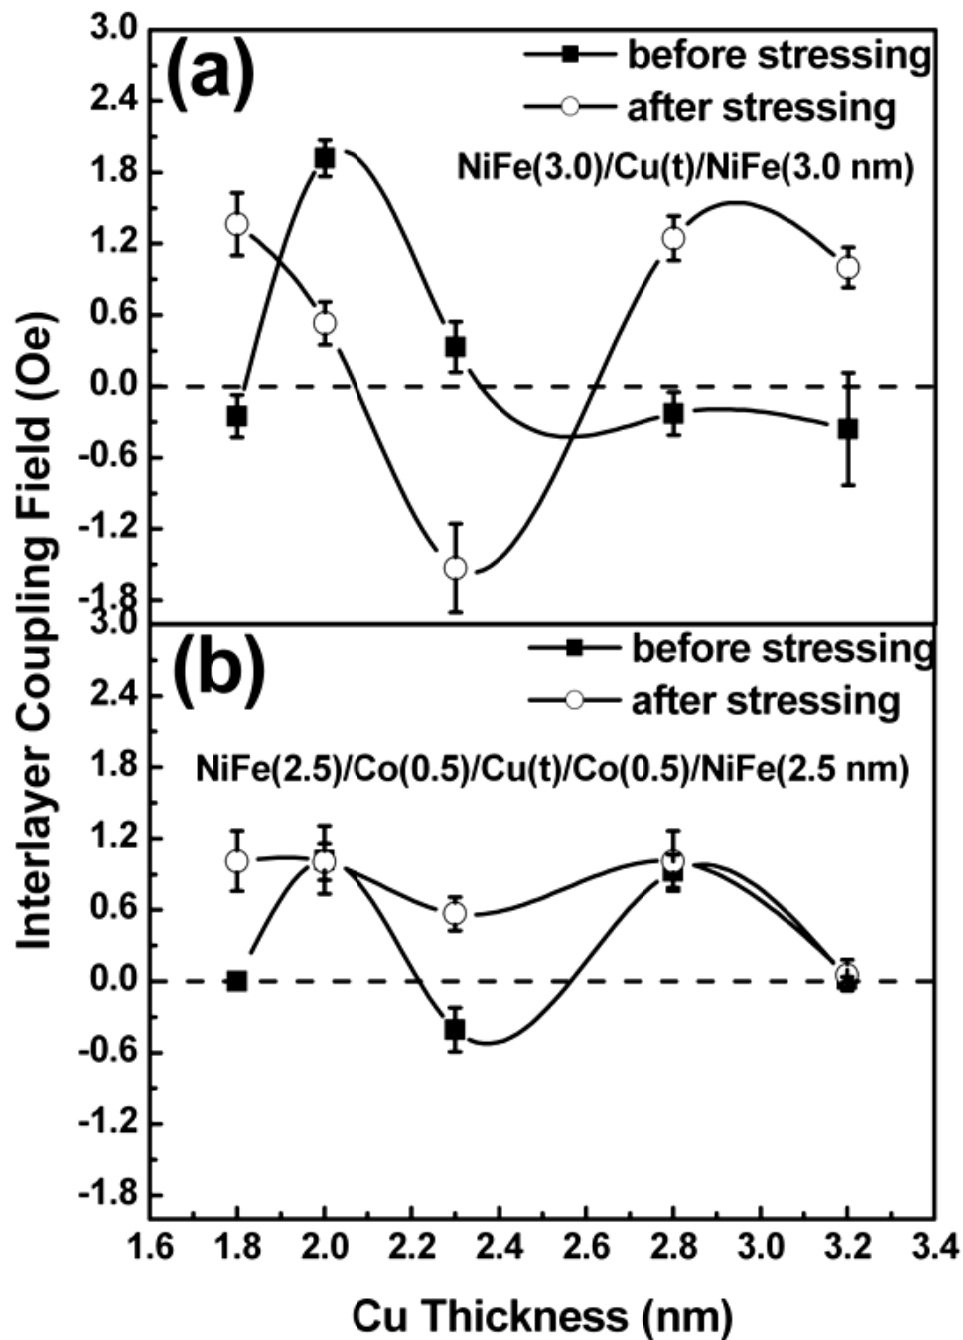 3.0
(a)
before stressing
2.4
after stressing
1.8
NiFe(3.0)/Cu(t)/NiFe(3.0 nm)
1.2
0.6
0.0
-0.6
-1.2
-1.8
Interlayer Coupling Field (Oe)
3.0
(b)
before stressing
2.4
after stressing
1.8
NiFe(2.5)/Co(0.5)/Cu(t)/Co(0.5)/NiFe(2.5 nm)
1.2
0.6
0.0
-0.6
-1.2
-1.8
1.6 1.8 2.0 2.2 2.4 2.6 2.8 3.0 3.2 3.4
Cu Thickness (nm)